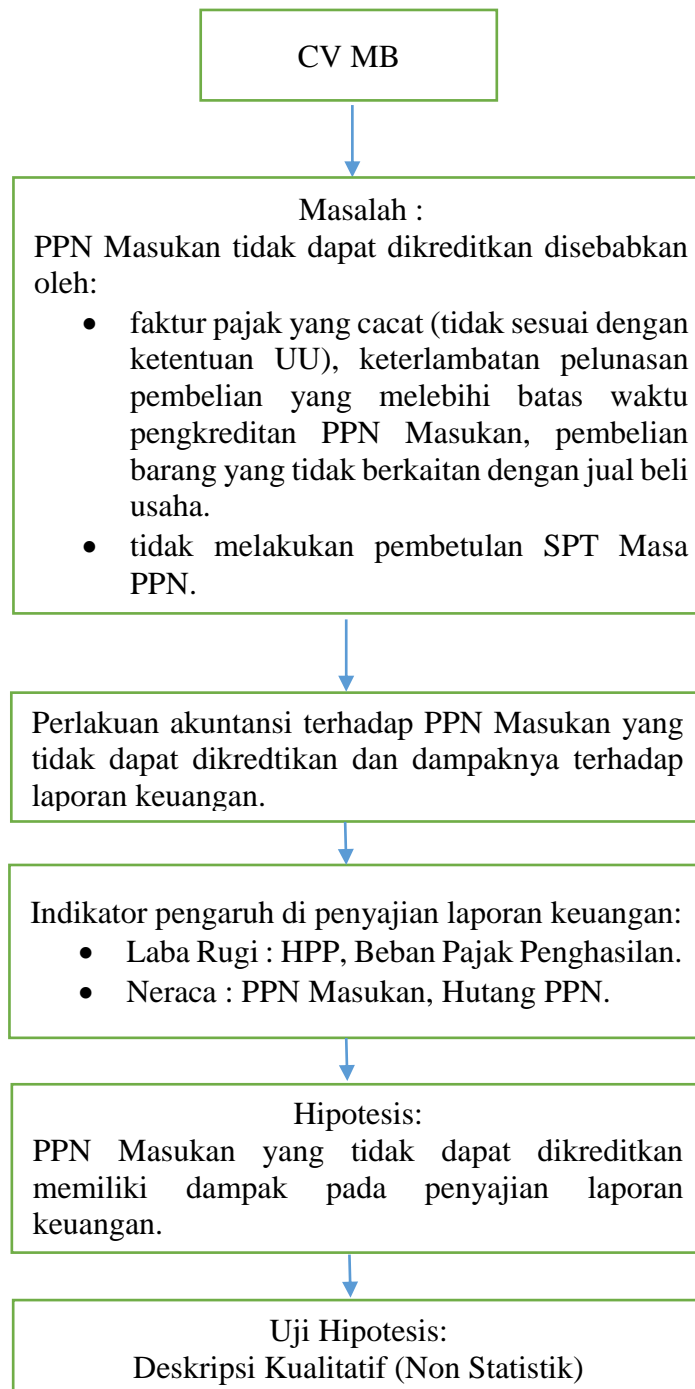 CV MB
Masalah :
PPN Masukan tidak dapat dikreditkan disebabkan
oleh:
• faktur pajak yang cacat (tidak sesuai dengan
ketentuan UU), keterlambatan pelunasan
pembelian yang melebihi batas waktu
pengkreditan PPN Masukan, pembelian
barang yang tidak berkaitan dengan jual beli
usaha.
• tidak melakukan pembetulan SPT Masa
PPN.
Perlakuan akuntansi terhadap PPN Masukan yang
tidak dapat dikredtikan dan dampaknya terhadap
laporan keuangan.
Indikator pengaruh di penyajian laporan keuangan:
• Laba Rugi : HPP, Beban Pajak Penghasilan.
• Neraca : PPN Masukan, Hutang PPN.
Hipotesis:
PPN Masukan yang tidak dapat dikreditkan
memiliki dampak pada penyajian laporan
keuangan.
Uji Hipotesis:
Deskripsi Kualitatif (Non Statistik)